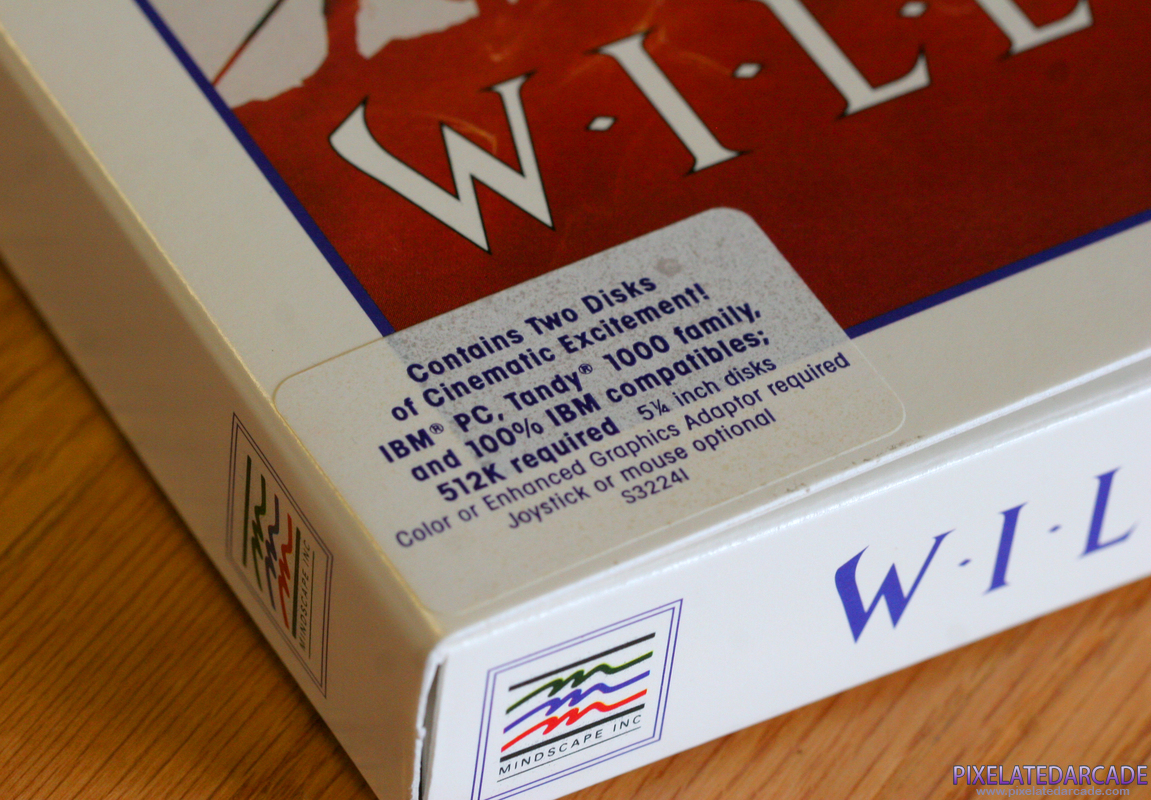 W·I·L·L
Contains Two Disks
of Cinematic Excitement!
IBM® PC, Tandy® 1000 family,
and 100% IBM compatibles;
512K required 5¼ inch disks
Color or Enhanced Graphics Adaptor required
Joystick or mouse optional
S32241
MINDSCAPE INC
W·I·L
MINDSCAPE INC
PIXELATEDARCADE
www.pixelatedarcade.com